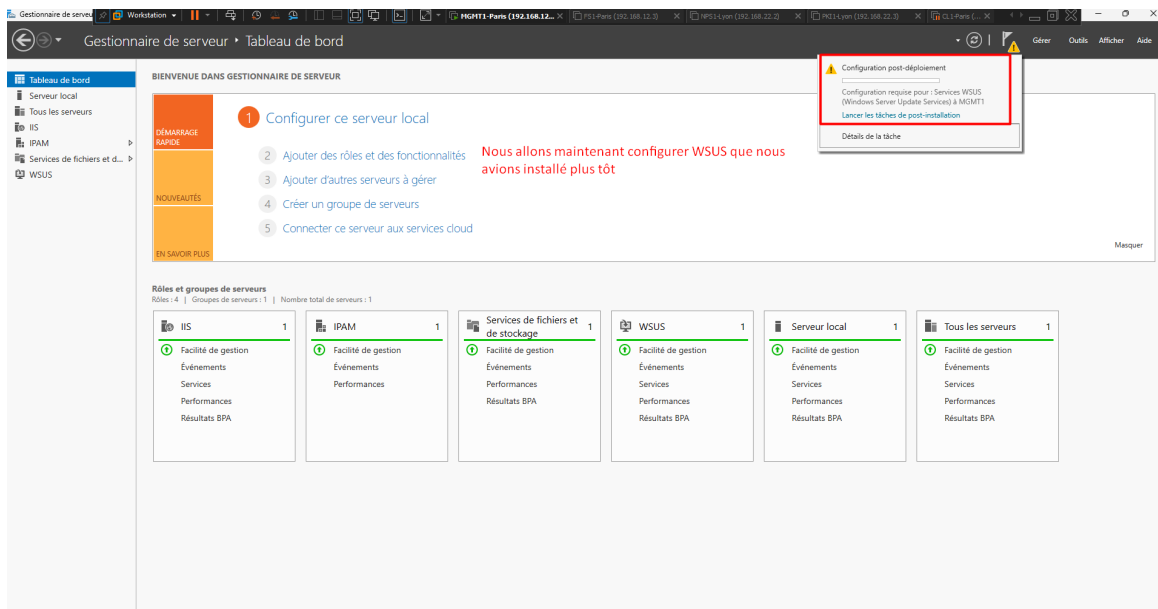 Gestionnaire de serveu
Workstation
MGMT1-Paris (192.168.12...
FS1-Paris (192.168.12.3)
NPS1-Lyon (192.168.22.2)
PKI1-Lyon (192.168.22.3)
CL1-Paris (...
Gestionnaire de serveur
Tableau de bord
Gérer
Outils
Afficher
Aide
Tableau de bord
Serveur local
Tous les serveurs
IIS
IPAM
Services de fichiers et d...
WSUS
BIENVENUE DANS GESTIONNAIRE DE SERVEUR
DÉMARRAGE
RAPIDE
NOUVEAUTÉS
EN SAVOIR PLUS
1 Configurer ce serveur local
2 Ajouter des rôles et des fonctionnalités
3 Ajouter d'autres serveurs à gérer
4 Créer un groupe de serveurs
5 Connecter ce serveur aux services cloud
Nous allons maintenant configurer WSUS que nous
avions installé plus tôt
Configuration post-déploiement
Configuration requise pour : Services WSUS
(Windows Server Update Services) à MGMT1
Lancer les tâches de post-installation
Détails de la tâche
Masquer
Rôles et groupes de serveurs
Rôles : 4 | Groupes de serveurs : 1 | Nombre total de serveurs : 1
IIS 1
Facilité de gestion
Événements
Services
Performances
Résultats BPA
IPAM 1
Facilité de gestion
Événements
Performances
Services de fichiers et
de stockage
1
Facilité de gestion
Événements
Performances
Résultats BPA
WSUS 1
Facilité de gestion
Événements
Services
Performances
Résultats BPA
Serveur local 1
Facilité de gestion
Événements
Services
Performances
Résultats BPA
Tous les serveurs 1
Facilité de gestion
Événements
Services
Performances
Résultats BPA